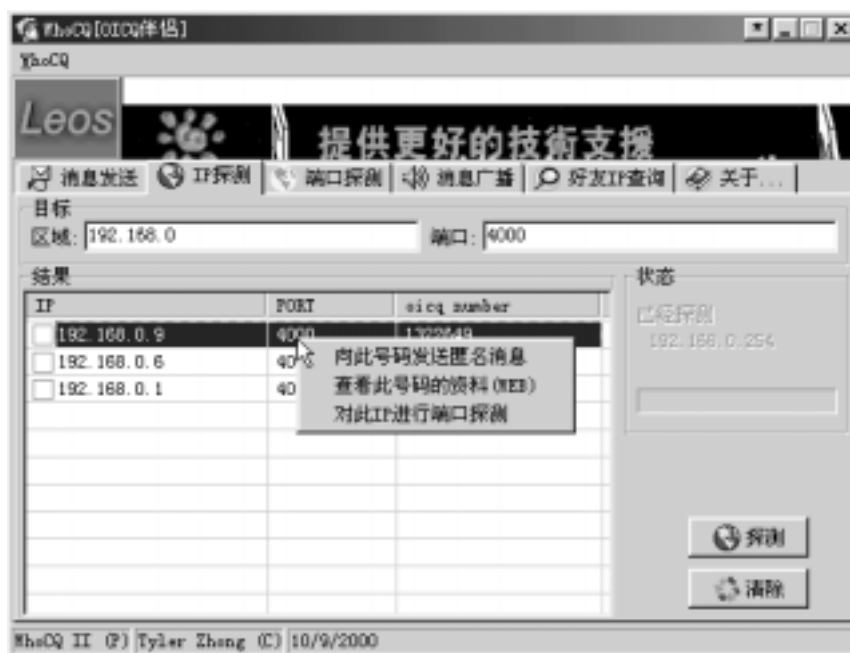 WhoCQ[OICQ伴侣]
WhoCQ
Leos
提供更好的技術支援
消息发送 IP探测 端口探测 消息广播 好友IP查询 关于...
目标
区域: 192.168.0 端口: 4000
结果
状态
IP PORT oicq number
已经探测
192.168.0.254
192.168.0.9 4000
192.168.0.6 40
192.168.0.1 40
向此号码发送匿名消息
查看此号码的资料(WEB)
对此IP进行端口探测
探测
清除
WhoCQ II (P) Tyler Zhong (C) 10/9/2000